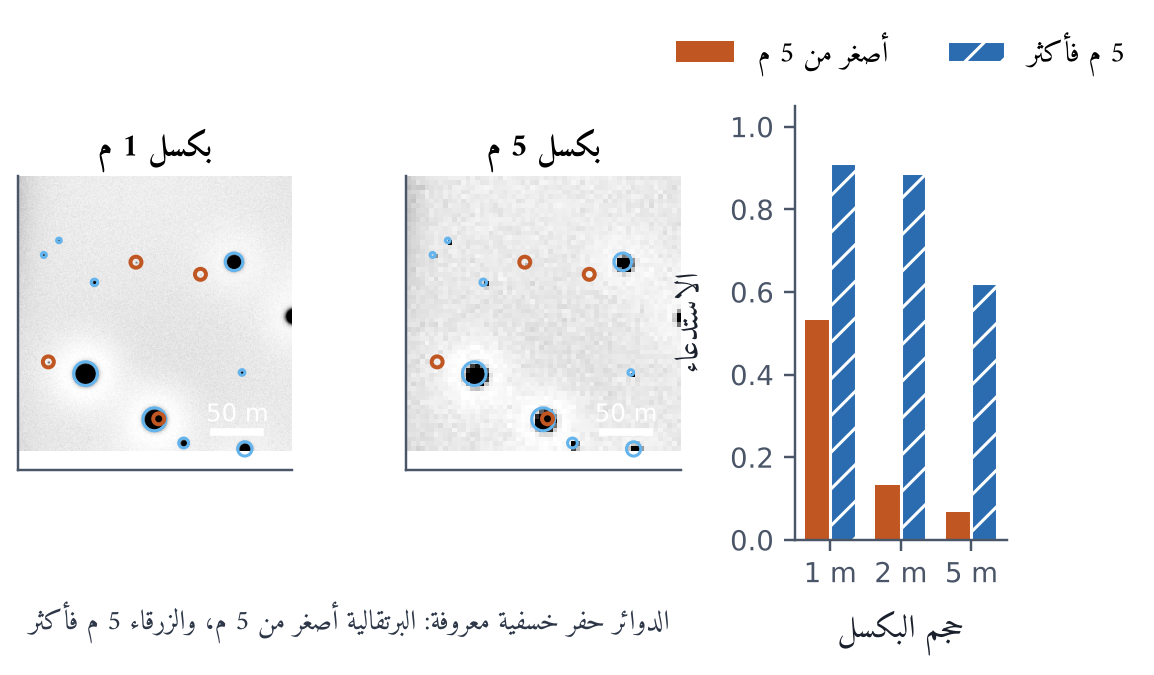 5 م فأكثر
أصغر من 5 م
بكسل 1 م
50 m
بكسل 5 م
50 m
الاستدعاء
1.0
0.8
0.6
0.4
0.2
0.0
1 m
2 m
5 m
حجم البكسل
الدوائر حفر خسفية معروفة: البرتقالية أصغر من 5 م، والزرقاء 5 م فأكثر